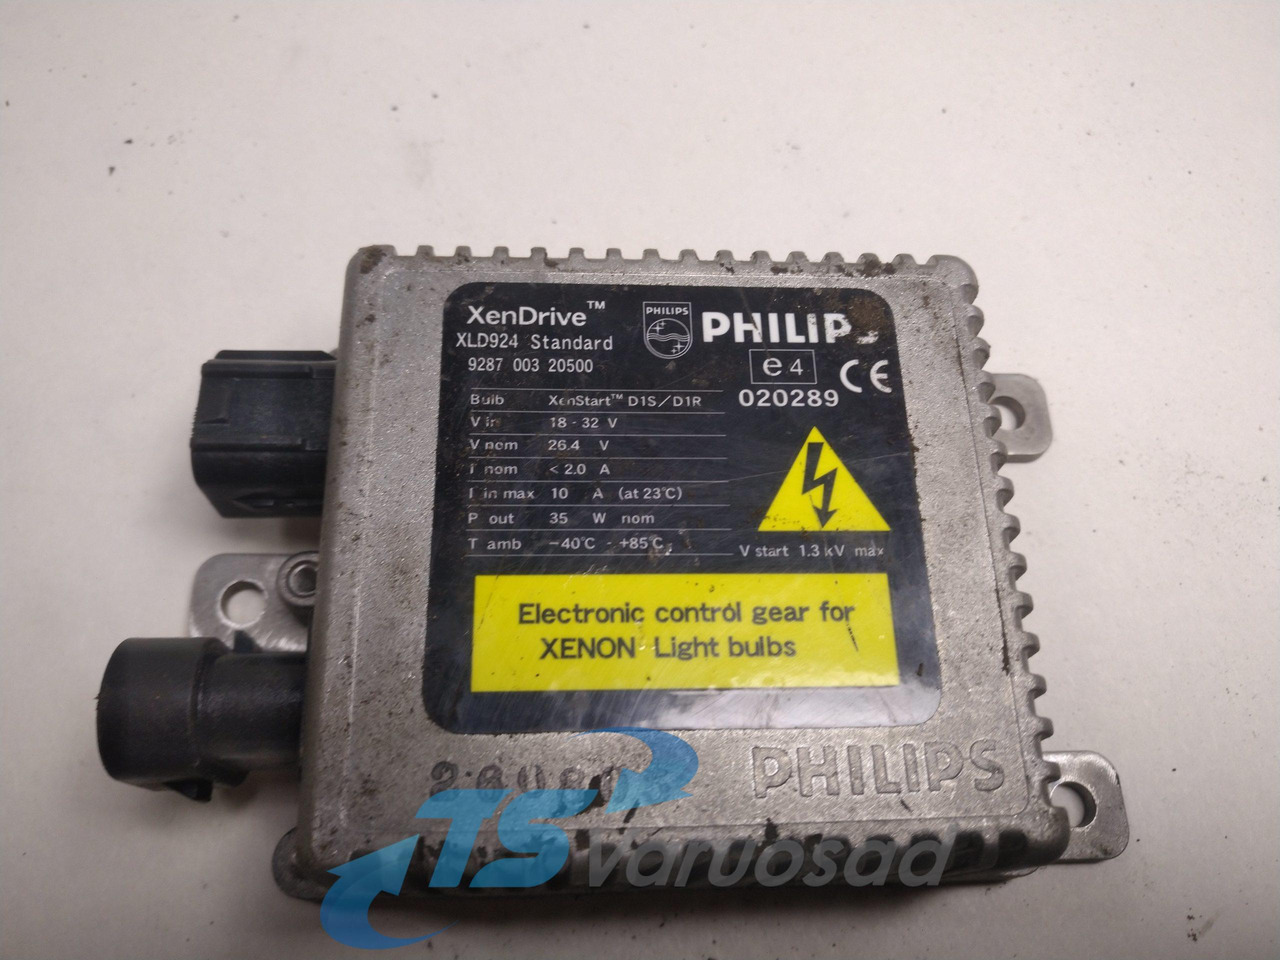 XenDrive™
XLD924 Standard
9287 003 20500
PHILIPS
PHILIP
e4
CE
020289
Bulb XenStart™ D1S/D1R
V in 18-32 V
V nom 26.4 V
I nom < 2.0 A
I in max 10 A (at 23°C)
P out 35 W nom
T amb -40°C - +85°C
V start 1.3 kV max
Electronic control gear for
XENON Light bulbs
PHILIPS
TS varuosad